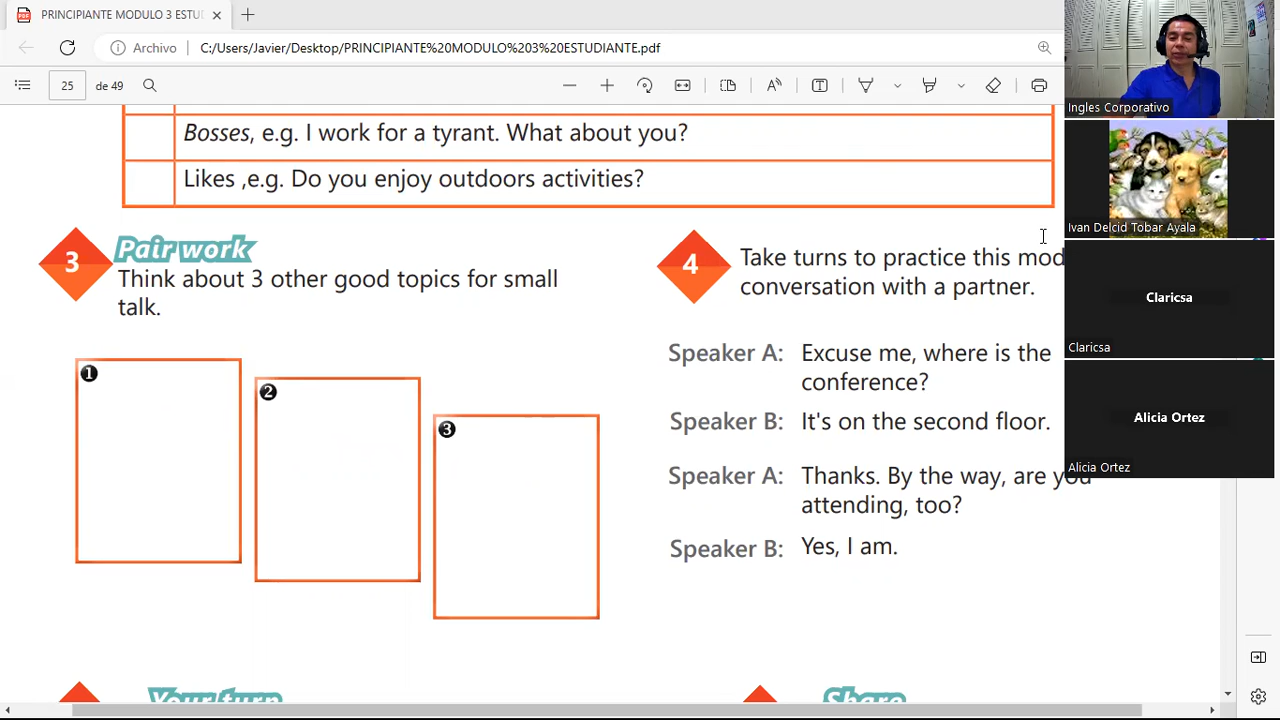 PRINCIPIANTE MODULO 3 ESTU
Archivo
C:/Users/Javier/Desktop/PRINCIPIANTE%20MODULO%203%20ESTUDIANTE.pdf
25 de 49
Bosses, e.g. I work for a tyrant. What about you?
Likes ,e.g. Do you enjoy outdoors activities?
3 Pair work
Think about 3 other good topics for small
talk.
1
2
3
4 Take turns to practice this mod
conversation with a partner.
Speaker A: Excuse me, where is the
conference?
Speaker B: It's on the second floor.
Speaker A: Thanks. By the way, are you
attending, too?
Speaker B: Yes, I am.
Your turn
Share
Ingles Corporativo
Ivan Delcid Tobar Ayala
Claricsa
Claricsa
Alicia Ortez
Alicia Ortez